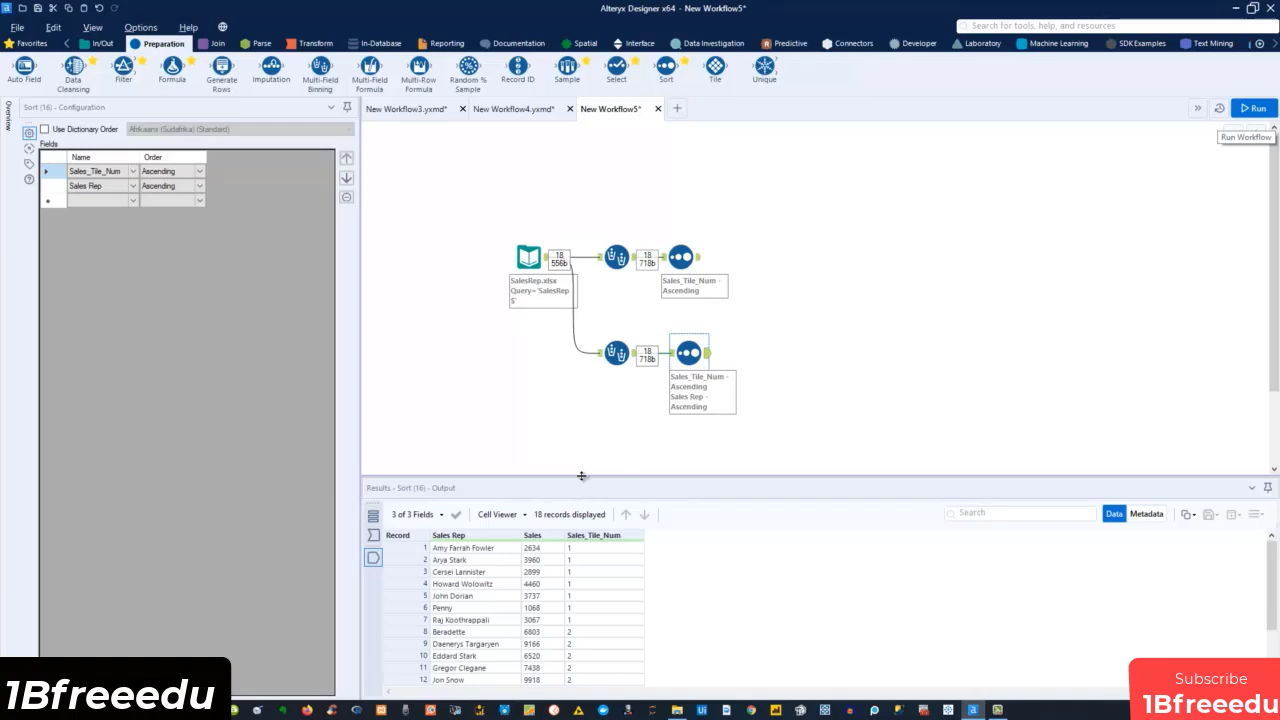 Alteryx Designer x64 - New Workflow5*
File Edit View Options Help
Search for tools, help, and resources
Favorites In/Out Preparation Join Parse Transform In-Database Reporting Documentation Spatial Interface Data Investigation Predictive Connectors Developer Laboratory Machine Learning SDK Examples Text Mining
Auto Field Data Cleansing Filter Formula Generate Rows Imputation Multi-Field Binning Multi-Field Formula Multi-Row Formula Random % Sample Record ID Sample Select Sort Tile Unique
Overview
Sort (16) - Configuration
New Workflow3.yxmd* New Workflow4.yxmd* New Workflow5*
Run
Run Workflow
Use Dictionary Order Afrikaans (Südafrika) (Standard)
Fields
Name Order
Sales_Tile_Num Ascending
Sales Rep Ascending
18
556b
18
718b
SalesRep.xlsx
Query=`SalesRep
$`
Sales_Tile_Num -
Ascending
18
718b
Sales_Tile_Num -
Ascending
Sales Rep -
Ascending
Results - Sort (16) - Output
3 of 3 Fields Cell Viewer 18 records displayed Search Data Metadata
Record Sales Rep Sales Sales_Tile_Num
1 Amy Farrah Fowler 2634 1
2 Arya Stark 3960 1
3 Cersei Lannister 2899 1
4 Howard Wolowitz 4460 1
5 John Dorian 3737 1
6 Penny 1068 1
7 Raj Koothrappali 3067 1
8 Beradette 6803 2
9 Daenerys Targaryen 9166 2
10 Eddard Stark 6520 2
11 Gregor Clegane 7438 2
12 Jon Snow 9918 2
1Bfreeedu
Subscribe
1Bfreeedu